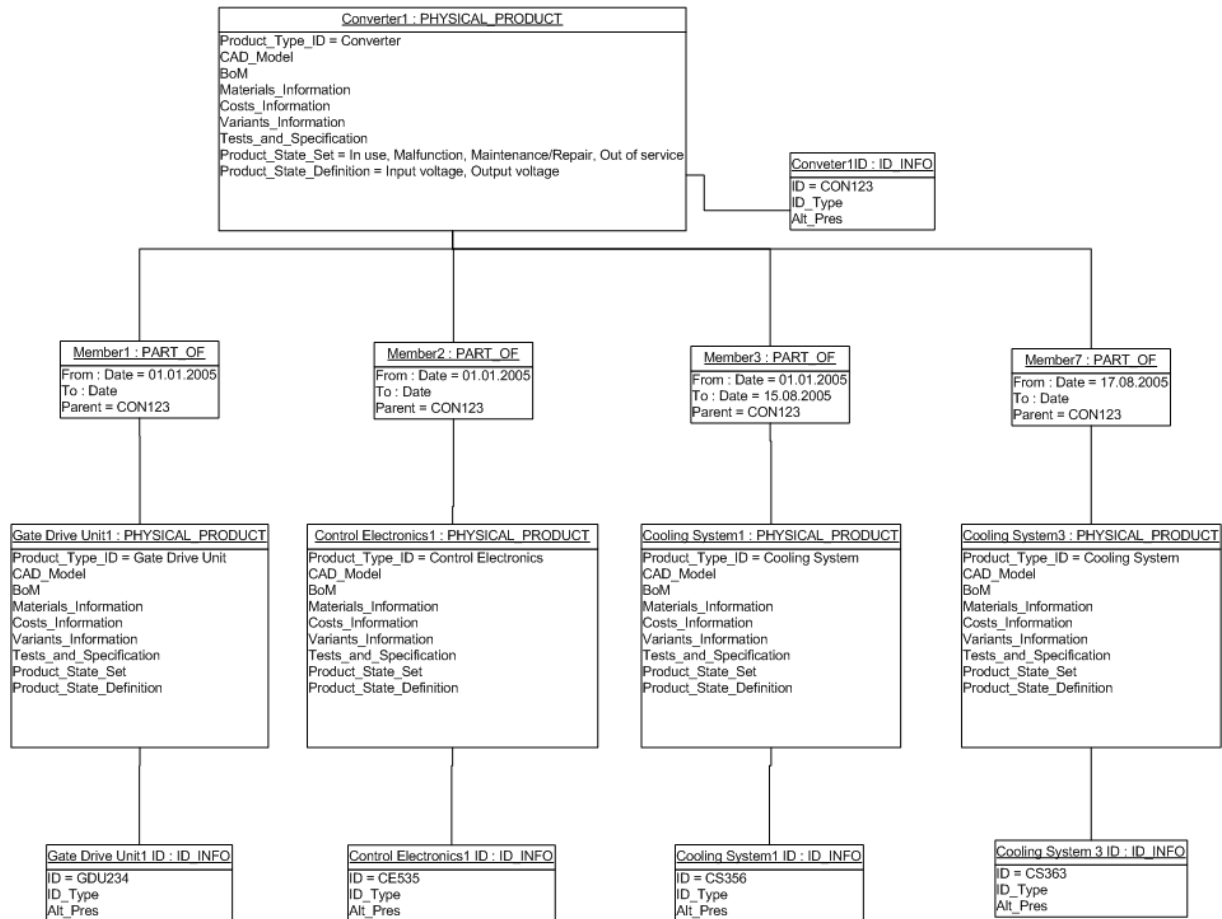 Converter1 : PHYSICAL_PRODUCT
Product_Type_ID = Converter
CAD_Model
BoM
Materials_Information
Costs_Information
Variants_Information
Tests_and_Specification
Product_State_Set = In use, Malfunction, Maintenance/Repair, Out of service
Product_State_Definition = Input voltage, Output voltage
Conveter1ID : ID_INFO
ID = CON123
ID_Type
Alt_Pres
Member1 : PART_OF
From : Date = 01.01.2005
To : Date
Parent = CON123
Member2 : PART_OF
From : Date = 01.01.2005
To : Date
Parent = CON123
Member3 : PART_OF
From : Date = 01.01.2005
To : Date = 15.08.2005
Parent = CON123
Member7 : PART_OF
From : Date = 17.08.2005
To : Date
Parent = CON123
Gate Drive Unit1 : PHYSICAL_PRODUCT
Product_Type_ID = Gate Drive Unit
CAD_Model
BoM
Materials_Information
Costs_Information
Variants_Information
Tests_and_Specification
Product_State_Set
Product_State_Definition
Control Electronics1 : PHYSICAL_PRODUCT
Product_Type_ID = Control Electronics
CAD_Model
BoM
Materials_Information
Costs_Information
Variants_Information
Tests_and_Specification
Product_State_Set
Product_State_Definition
Cooling System1 : PHYSICAL_PRODUCT
Product_Type_ID = Cooling System
CAD_Model
BoM
Materials_Information
Costs_Information
Variants_Information
Tests_and_Specification
Product_State_Set
Product_State_Definition
Cooling System3 : PHYSICAL_PRODUCT
Product_Type_ID = Cooling System
CAD_Model
BoM
Materials_Information
Costs_Information
Variants_Information
Tests_and_Specification
Product_State_Set
Product_State_Definition
Gate Drive Unit1 ID : ID_INFO
ID = GDU234
ID_Type
Alt_Pres
Control Electronics1 ID : ID_INFO
ID = CE535
ID_Type
Alt_Pres
Cooling System1 ID : ID_INFO
ID = CS356
ID_Type
Alt_Pres
Cooling System 3 ID : ID_INFO
ID = CS363
ID_Type
Alt_Pres